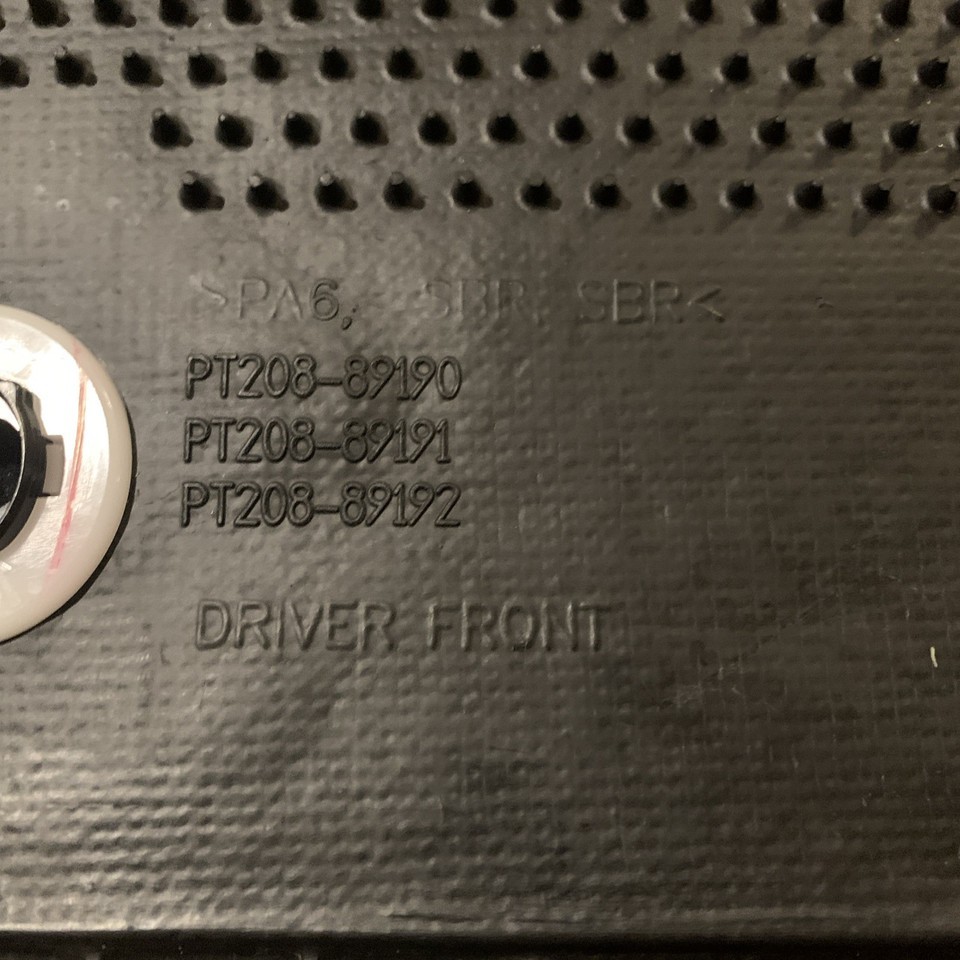 >PA6, SBR, SBR<
PT208-89190
PT208-89191
PT208-89192
DRIVER FRONT